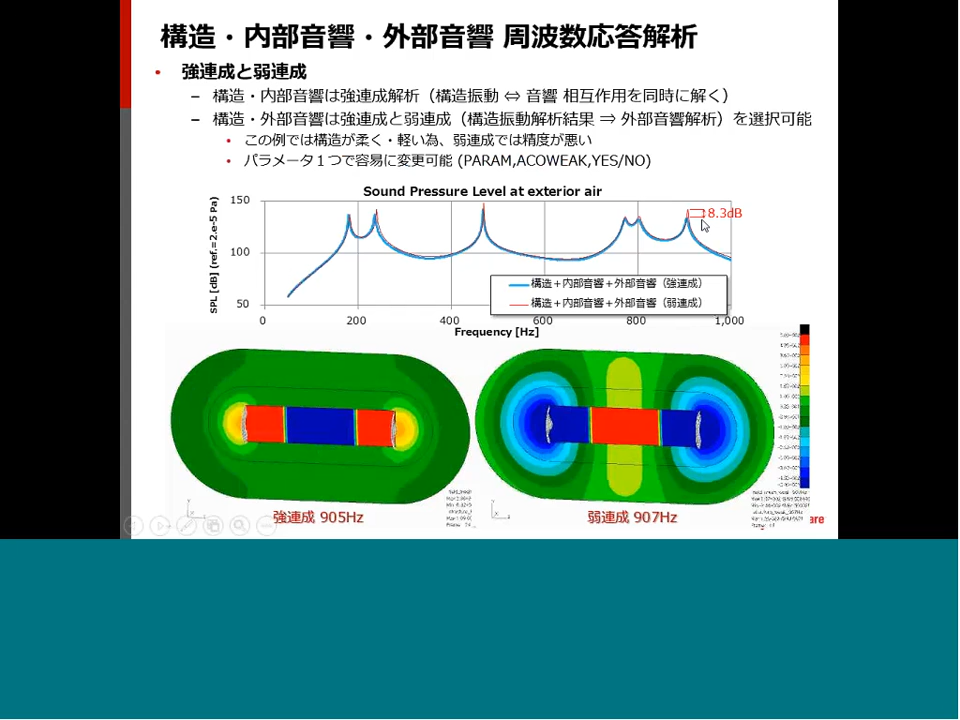 構造・内部音響・外部音響 周波数応答解析
• 強連成と弱連成
– 構造・内部音響は強連成解析（構造振動 ⇔ 音響 相互作用を同時に解く）
– 構造・外部音響は強連成と弱連成（構造振動解析結果 ⇒ 外部音響解析）を選択可能
• この例では構造が柔く・軽い為、弱連成では精度が悪い
• パラメータ１つで容易に変更可能 (PARAM,ACOWEAK,YES/NO)
Sound Pressure Level at exterior air
SPL [dB] (ref.=2.e-5 Pa)
150
100
50
8.3dB
構造＋内部音響＋外部音響（強連成）
構造＋内部音響＋外部音響（弱連成）
0 200 400 600 800 1,000
Frequency [Hz]
強連成 905Hz
弱連成 907Hz
are